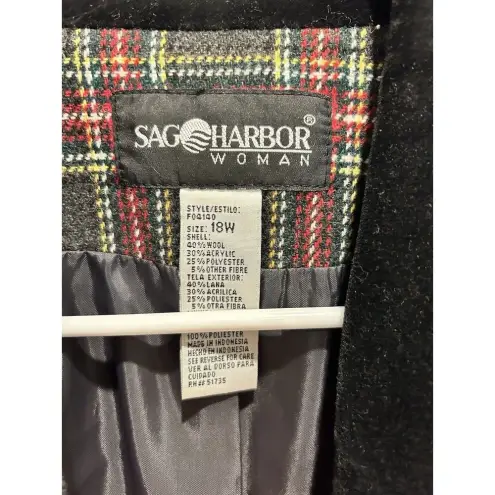 SAG HARBOR®
WOMAN
STYLE/ESTILO:
FO4140
SIZE: 18W
SHELL:
40% WOOL
30% ACRYLIC
25% POLYESTER
5% OTHER FIBRE
TELA EXTERIOR:
40% LANA
30% ACRILICA
25% POLIESTER
5% OTRA FIBRA
100% POLIESTER
MADE IN INDONESIA
HECHO EN INDONESIA
SEE REVERSE FOR CARE
VER AL DORSO PARA
CUIDADO
RN## 51735